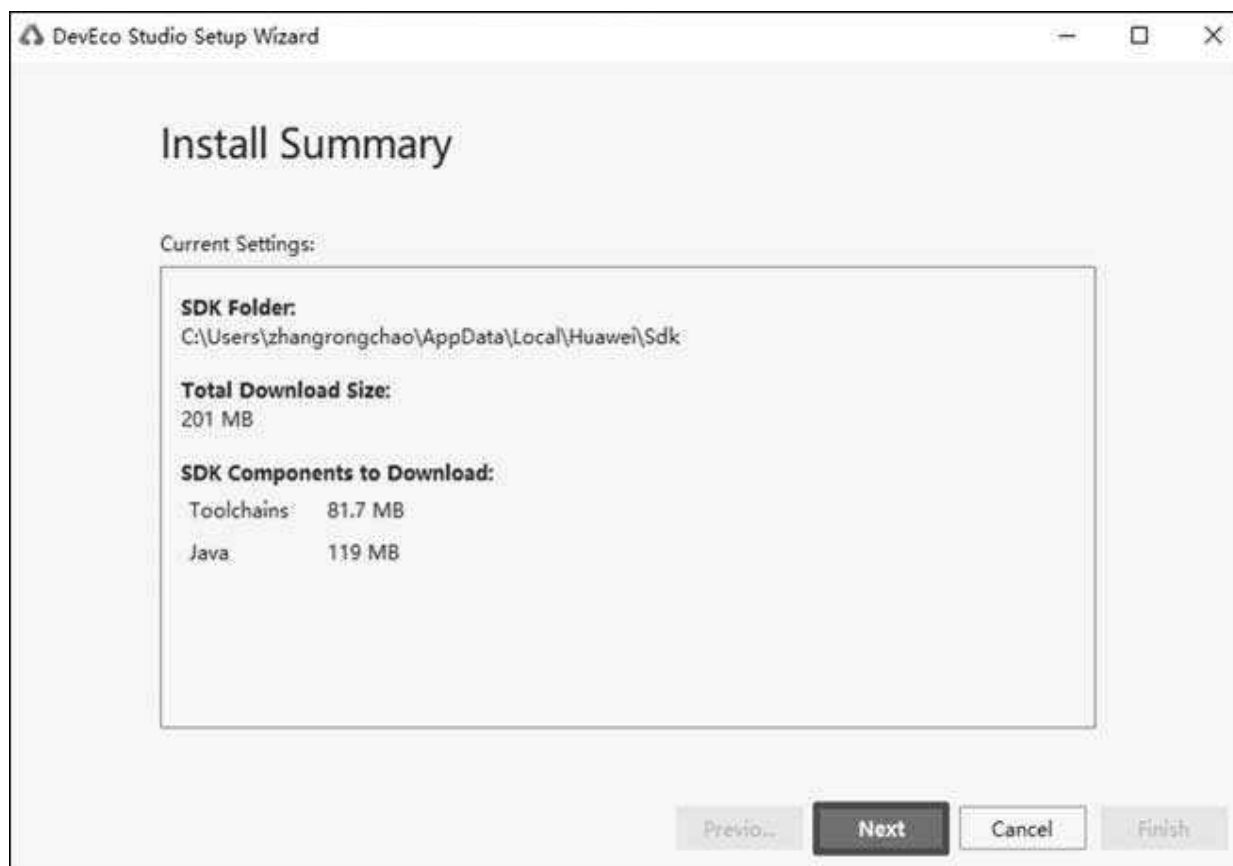 DevEco Studio Setup Wizard
Install Summary
Current Settings:
SDK Folder:
C:\Users\zhangrongchao\AppData\Local\Huawei\Sdk
Total Download Size:
201 MB
SDK Components to Download:
Toolchains 81.7 MB
Java 119 MB
Previo... Next Cancel Finish